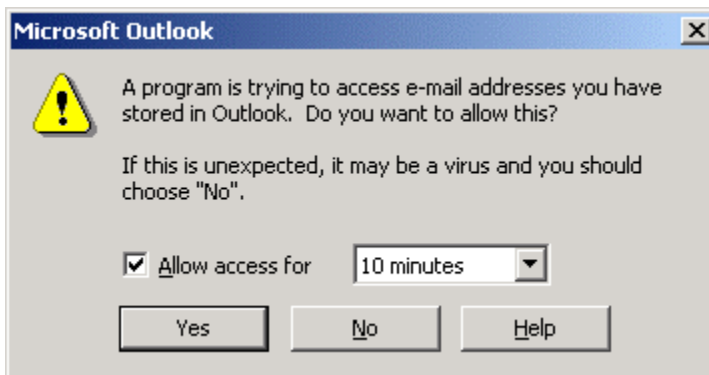 Microsoft Outlook
A program is trying to access e-mail addresses you have
stored in Outlook. Do you want to allow this?
If this is unexpected, it may be a virus and you should
choose "No".
Allow access for 10 minutes
Yes No Help